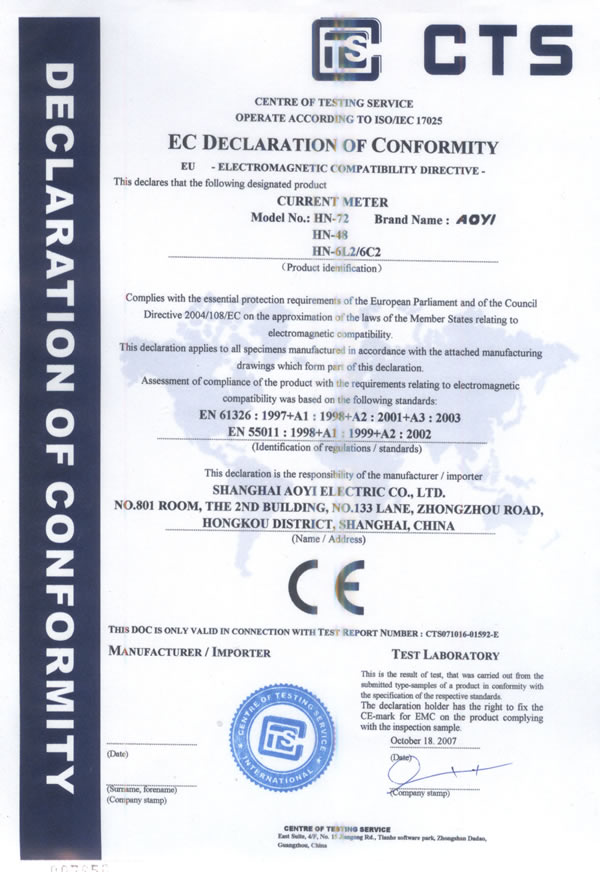 DECLARATION OF CONFORMITY
CTS
CTS
CENTRE OF TESTING SERVICE
OPERATE ACCORDING TO ISO/IEC 17025
EC DECLARATION OF CONFORMITY
EU - ELECTROMAGNETIC COMPATIBILITY DIRECTIVE -
This declares that the following designated product
CURRENT METER
Model No.: HN-72 Brand Name : AOYI
HN-48
HN-6L2/6C2
(Product identification)
Complies with the essential protection requirements of the European Parliament and of the Council
Directive 2004/108/EC on the approximation of the laws of the Member States relating to
electromagnetic compatibility.
This declaration applies to all specimens manufactured in accordance with the attached manufacturing
drawings which form part of this declaration.
Assessment of compliance of the product with the requirements relating to electromagnetic
compatibility was based on the following standards:
EN 61326 : 1997+A1 : 1998+A2 : 2001+A3 : 2003
EN 55011 : 1998+A1 : 1999+A2 : 2002
(Identification of regulations / standards)
This declaration is the responsibility of the manufacturer / importer
SHANGHAI AOYI ELECTRIC CO., LTD.
NO.801 ROOM, THE 2ND BUILDING, NO.133 LANE, ZHONGZHOU ROAD,
HONGKOU DISTRICT, SHANGHAI, CHINA
(Name / Address)
CE
THIS DOC IS ONLY VALID IN CONNECTION WITH TEST REPORT NUMBER : CTS071016-01592-E
MANUFACTURER / IMPORTER
TEST LABORATORY
This is the result of test, that was carried out from the
submitted type-samples of a product in conformity with
the specification of the respective standards.
The declaration holder has the right to fix the
CE-mark for EMC on the product complying
with the inspection sample.
October 18. 2007
(Date)
(Company stamp)
(Date)
(Surname, forename)
(Company stamp)
CENTRE OF TESTING SERVICE
CTS
INTERNATIONAL
CENTRE OF TESTING SERVICE
East Suite, 4/F, No. Rd., Tianhe software park, Zhongshan Dadao,
Guangzhou, China